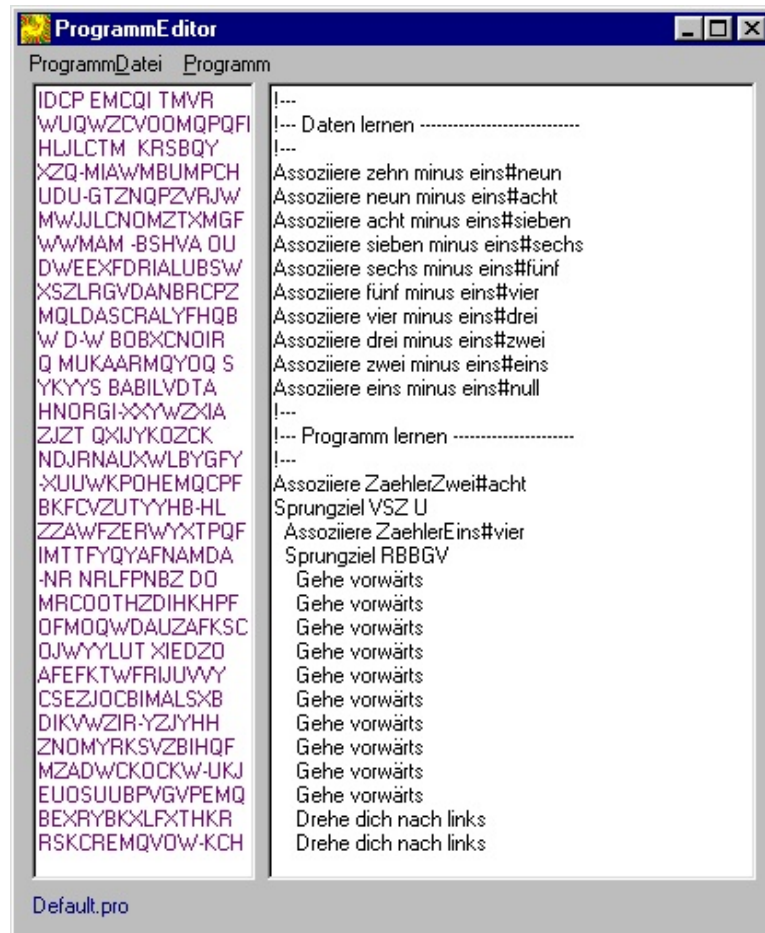 ProgrammEditor
ProgrammDatei Programm
IDCP EMCQI TMVR !---
WUQWZCVOOMQPQFI !--- Daten lernen -----------------------------
HLJLCTM KRSBQY !---
XZQ-MIAWMBUMPCH Assoziiere zehn minus eins#neun
UDU-GTZNQPZVRJW Assoziiere neun minus eins#acht
MWJJLCNOMZTXMGF Assoziiere acht minus eins#sieben
WWMAM -BSHVA OU Assoziiere sieben minus eins#sechs
DWEEXFDRIALUBSW Assoziiere sechs minus eins#fünf
XSZLRGVDANBRCPZ Assoziiere fünf minus eins#vier
MQLDASCRALYFHQB Assoziiere vier minus eins#drei
W D-W BOBXCNOIR Assoziiere drei minus eins#zwei
Q MUKAARMQYOQ S Assoziiere zwei minus eins#eins
YKYYS BABILVDTA Assoziiere eins minus eins#null
HNORGI-XXYWZXIA !---
ZJZT QXIJYKOZCK !--- Programm lernen ----------------------
NDJRNAUXWLBYGFY !---
-XUUWKPOHEMQCPF Assoziiere ZaehlerZwei#acht
BKFCVZUTYYHB-HL Sprungziel VSZ U
ZZAWFZERWYXTPQF Assoziiere ZaehlerEins#vier
IMTTFYQYAFNAMDA Sprungziel RBBGV
-NR NRLFPNBZ DO Gehe vorwärts
MRCOOTHZDIHKHPF Gehe vorwärts
OFMOQWDAUZAFKSC Gehe vorwärts
OJWYYLUT XIEDZO Gehe vorwärts
AFEFKTWFRIJUVVY Gehe vorwärts
CSEZJOCBIMALSXB Gehe vorwärts
DIKVWZIR-YZJYHH Gehe vorwärts
ZNOMYRKSVZBIHQF Gehe vorwärts
MZADWCKOCKW-UKJ Gehe vorwärts
EUOSUUBPVGVPEMQ Gehe vorwärts
BEXRYBKXLFXTHKR Drehe dich nach links
RSKCREMQVOW-KCH Drehe dich nach links
Default.pro